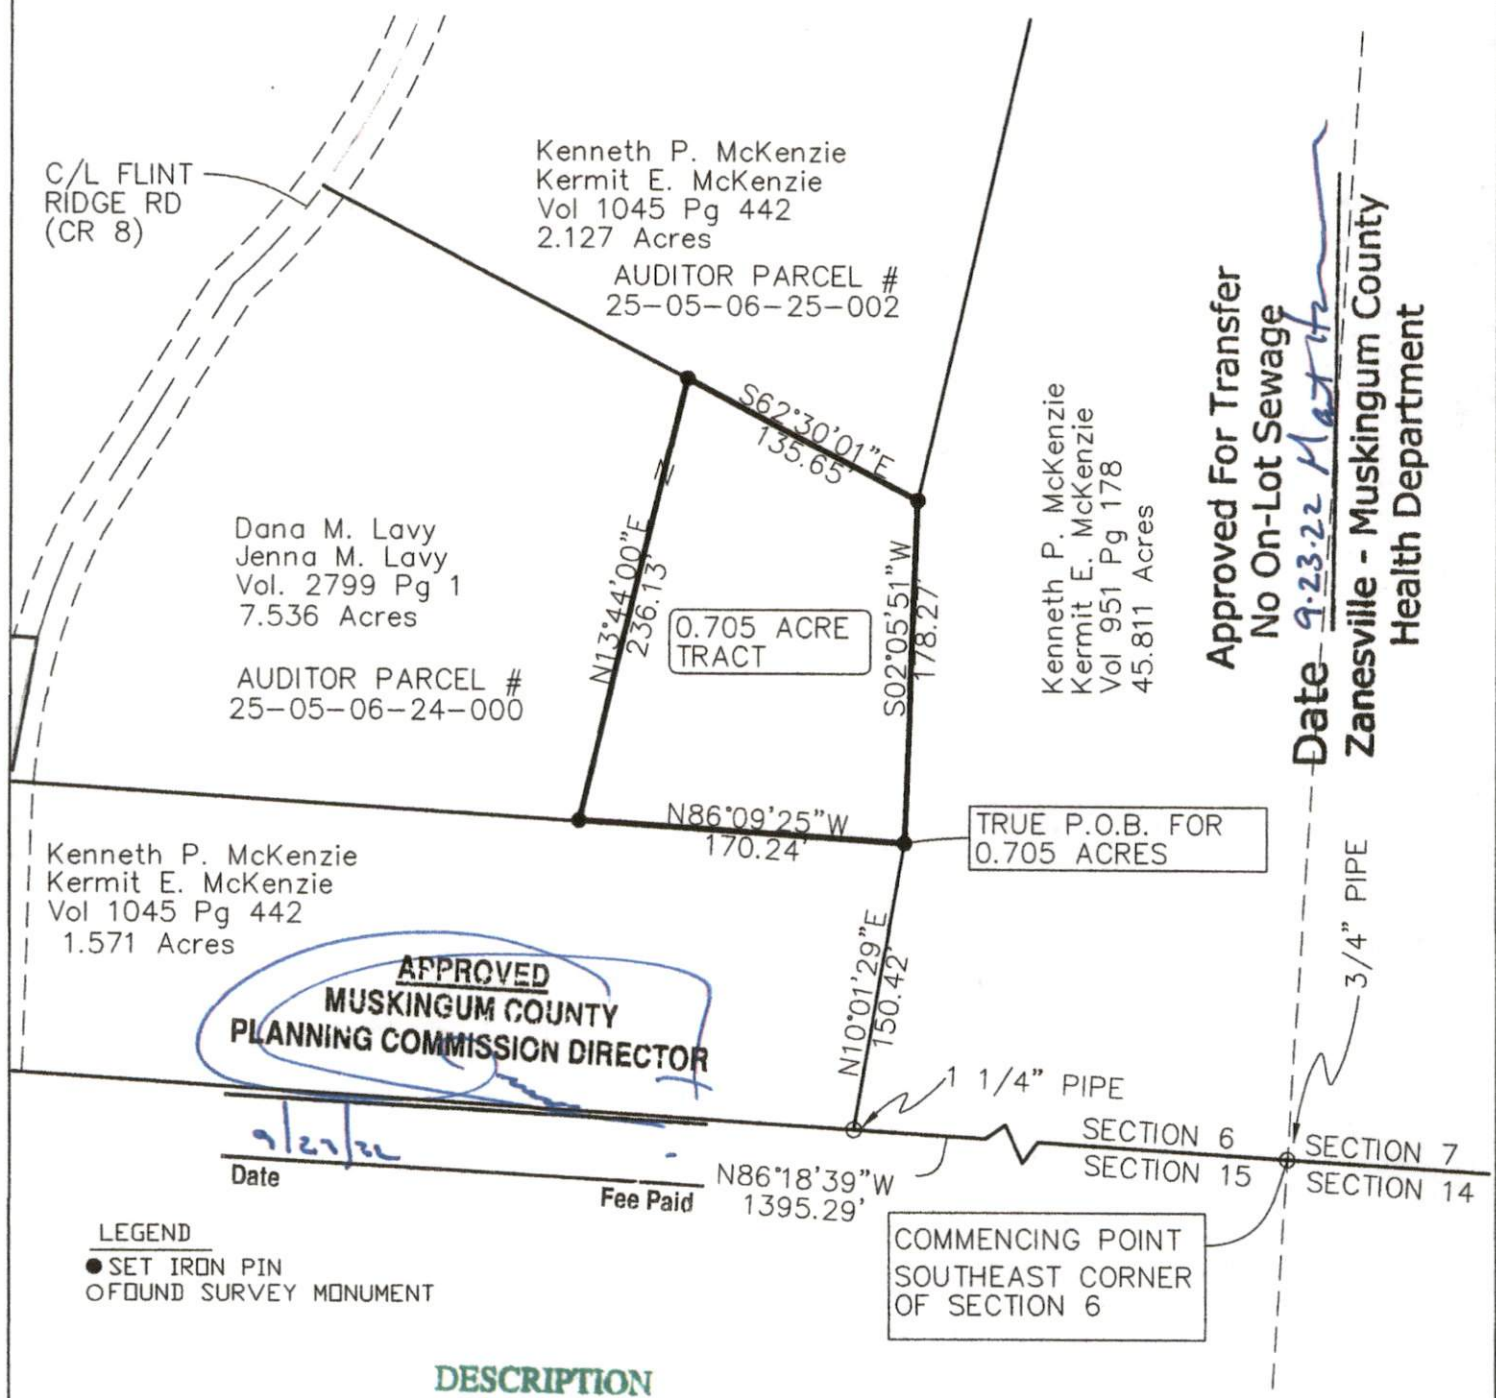 C/L FLINT
RIDGE RD
(CR 8)
Kenneth P. McKenzie
Kermit E. McKenzie
Vol 1045 Pg 442
2.127 Acres
AUDITOR PARCEL #
25-05-06-25-002
S62°30'01"E
135.65'
N13°44'00"E
236.13'
Dana M. Lavy
Jenna M. Lavy
Vol. 2799 Pg 1
7.536 Acres
AUDITOR PARCEL #
25-05-06-24-000
0.705 ACRE
TRACT
S02°05'51"W
178.27'
Kenneth P. McKenzie
Kermit E. McKenzie
Vol 951 Pg 178
45.811 Acres
Approved For Transfer
No On-Lot Sewage
Date 9.23.22
Zanesville - Muskingum County
Health Department
N86°09'25"W
170.24'
TRUE P.O.B. FOR
0.705 ACRES
Kenneth P. McKenzie
Kermit E. McKenzie
Vol 1045 Pg 442
1.571 Acres
3/4" PIPE
N10°01'29"E
150.42'
APPROVED
MUSKINGUM COUNTY
PLANNING COMMISSION DIRECTOR
Date
Fee Paid
1 1/4" PIPE
SECTION 6
SECTION 15
SECTION 7
SECTION 14
N86°18'39"W
1395.29'
COMMENCING POINT
SOUTHEAST CORNER
OF SECTION 6
LEGEND
SET IRON PIN
FOUND SURVEY MONUMENT
DESCRIPTION